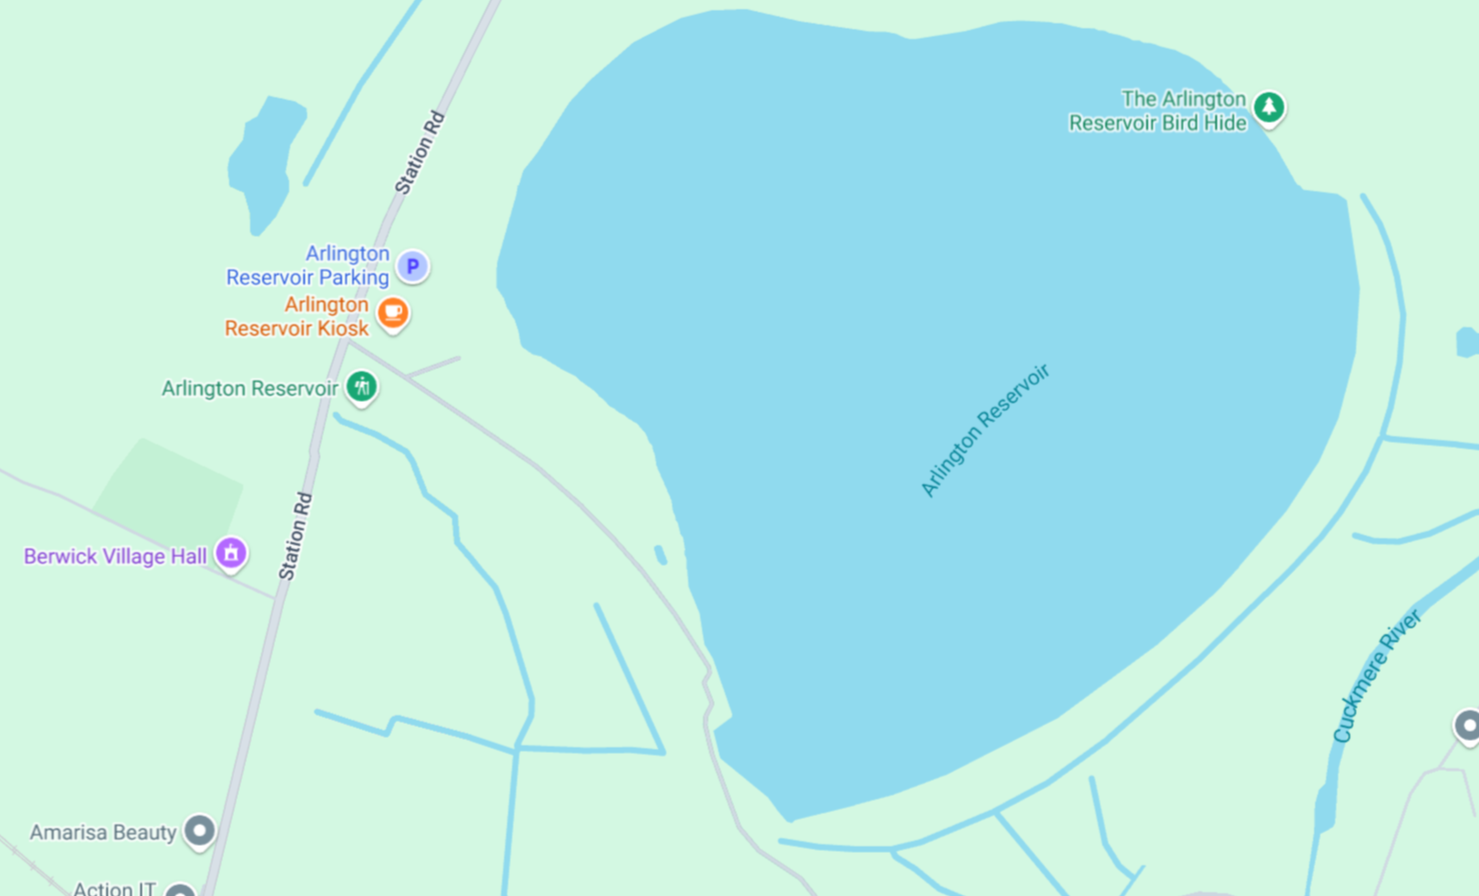 The Arlington
Reservoir Bird Hide
Station Rd
Arlington
Reservoir Parking
P
Arlington
Reservoir Kiosk
Arlington Reservoir
Arlington Reservoir
Station Rd
Berwick Village Hall
Cuckmere River
Amarisa Beauty
Action IT